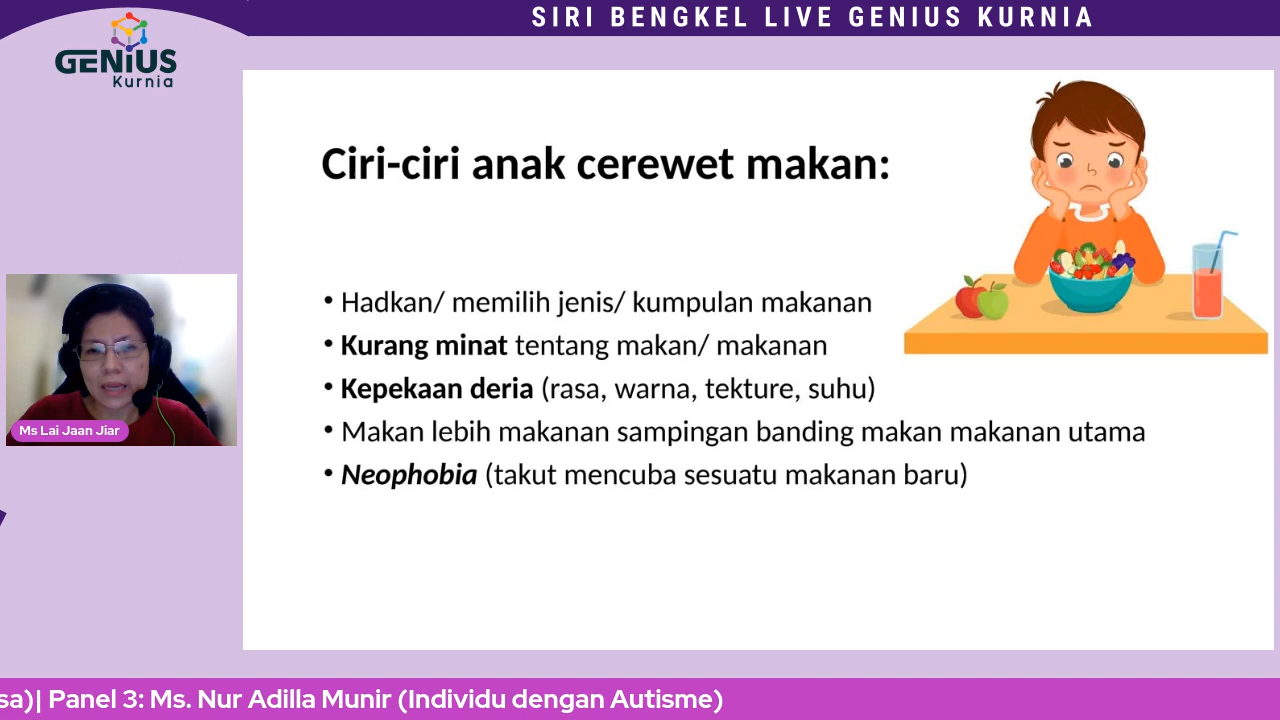 SIRI BENGKEL LIVE GENIUS KURNIA
GENIUS
Kurnia
Ciri-ciri anak cerewet makan:
• Hadkan/ memilih jenis/ kumpulan makanan
• Kurang minat tentang makan/ makanan
• Kepekaan deria (rasa, warna, tekture, suhu)
• Makan lebih makanan sampingan banding makan makanan utama
• Neophobia (takut mencuba sesuatu makanan baru)
Ms Lai Jaan Jiar
sa)| Panel 3: Ms. Nur Adilla Munir (Individu dengan Autisme)